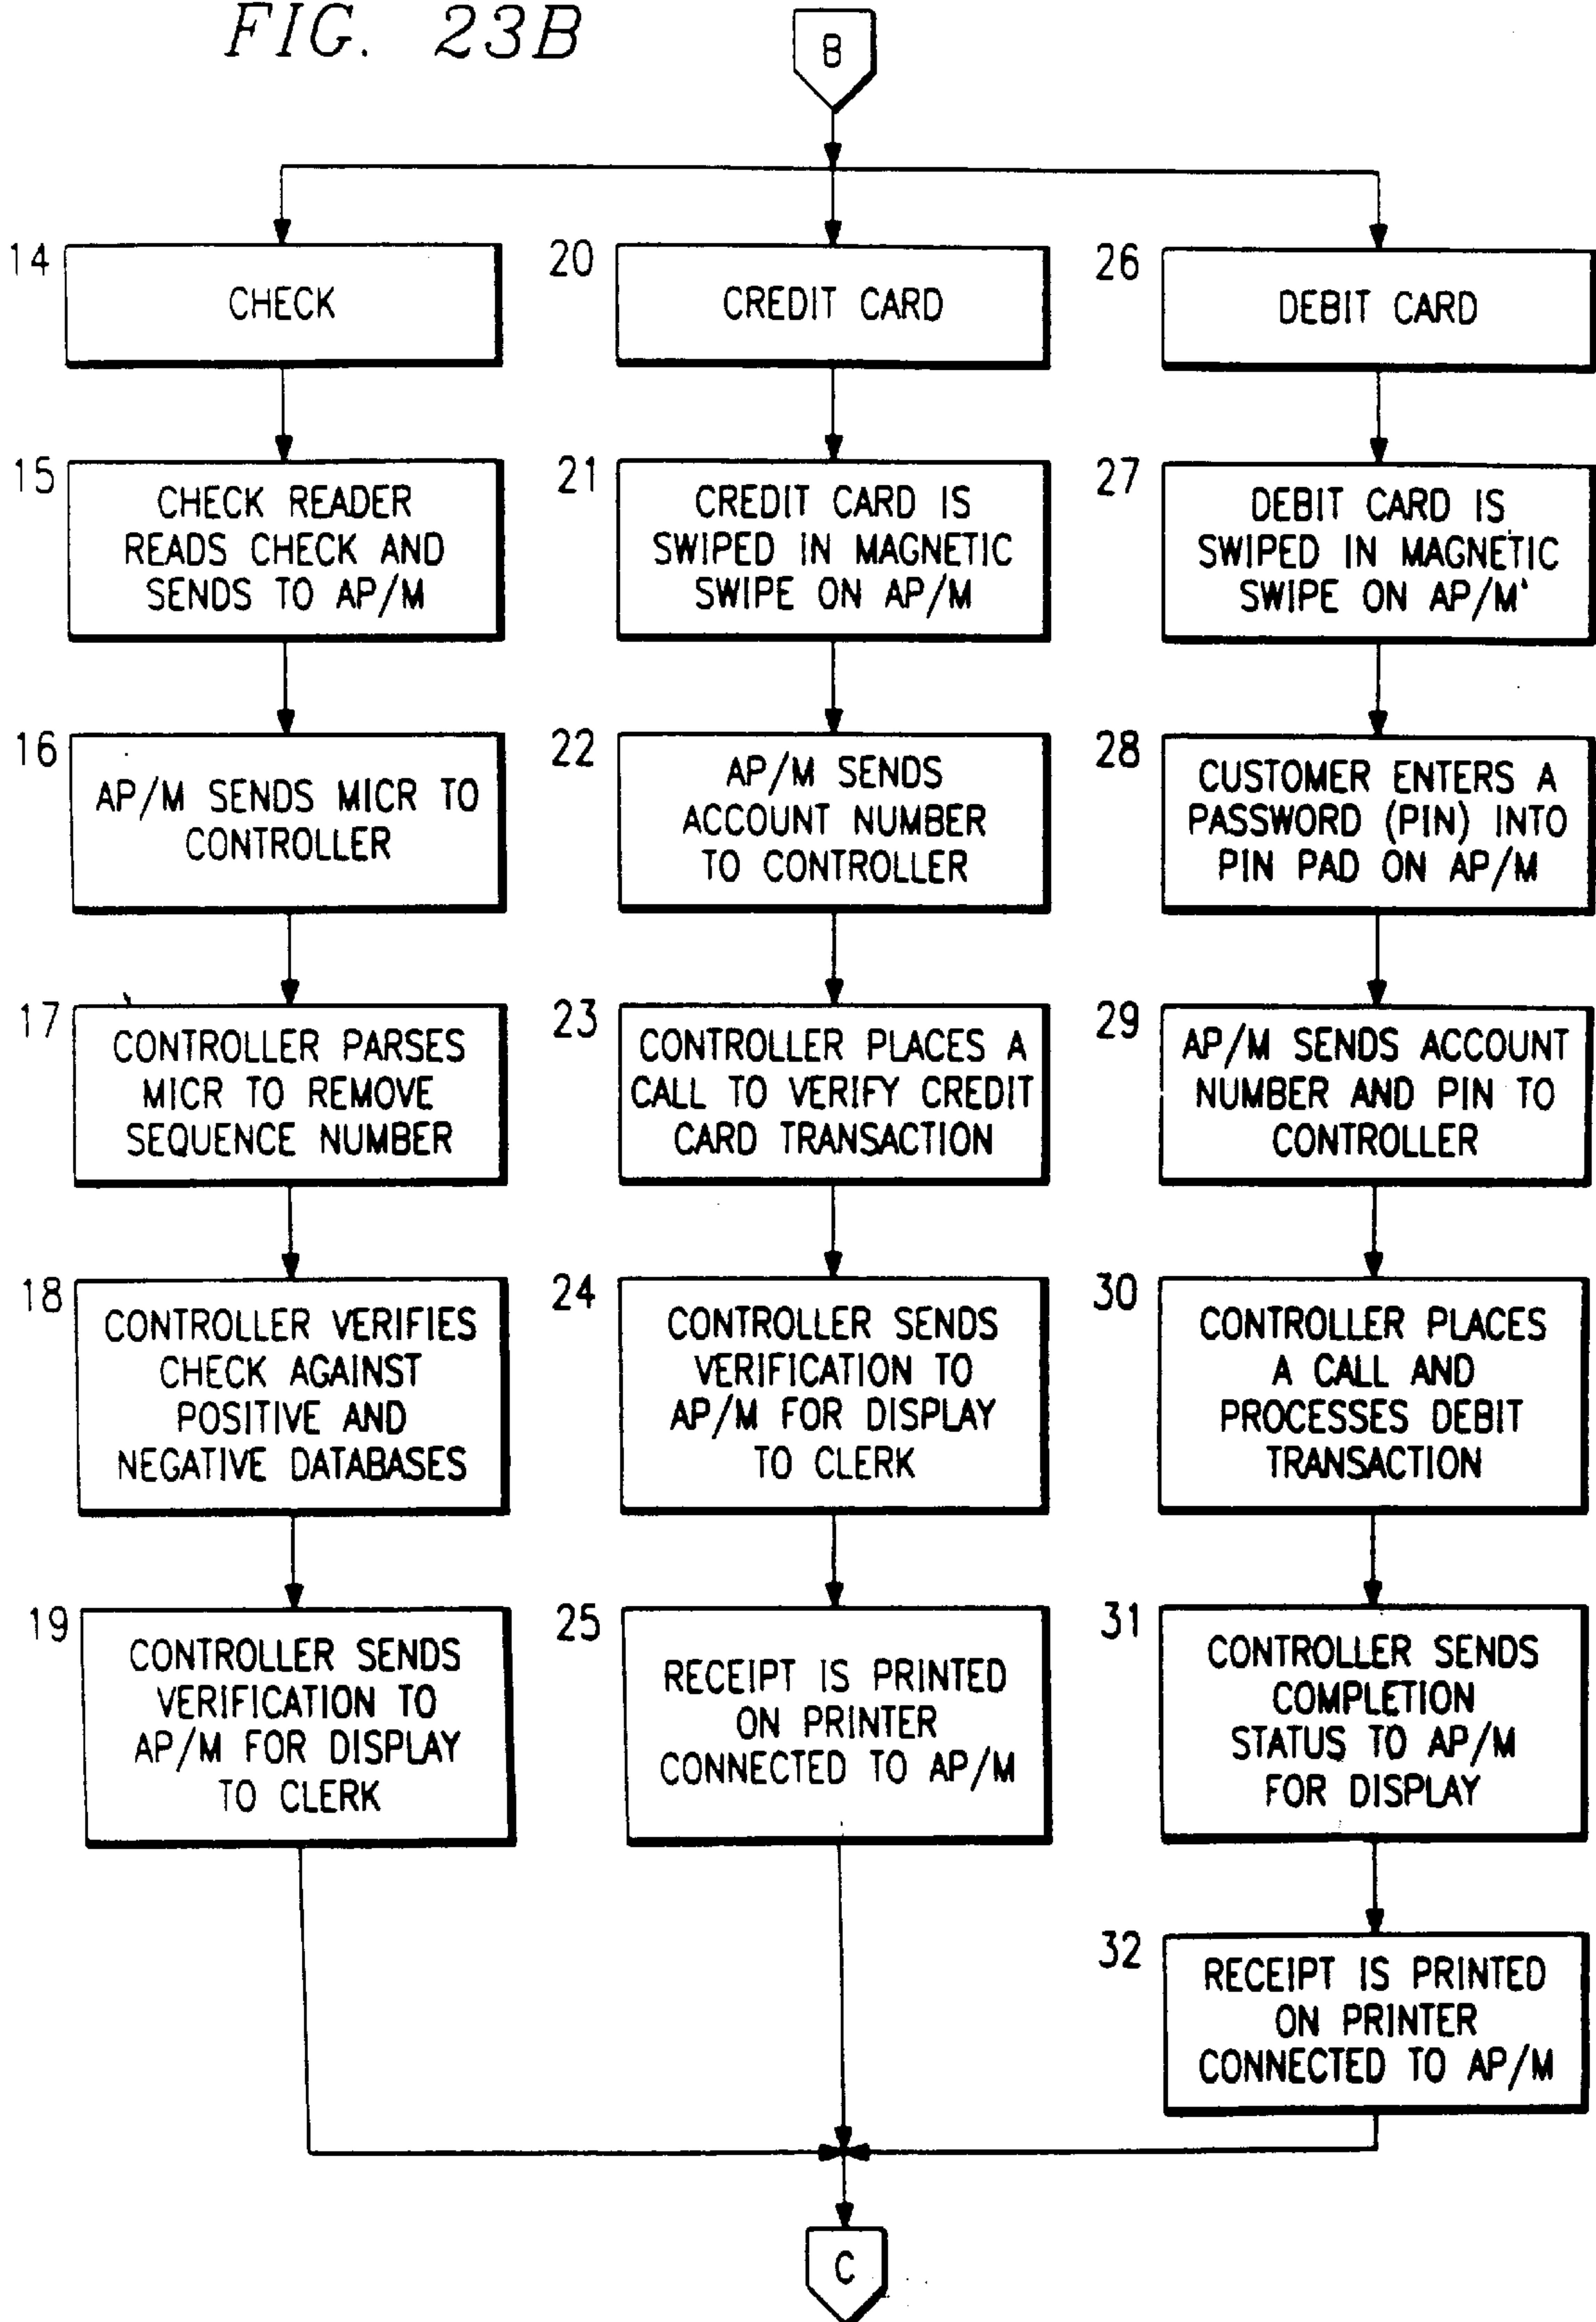 FIG. 23B
B
14
CHECK
15
CHECK READER
READS CHECK AND
SENDS TO AP/M
16
AP/M SENDS MICR TO
CONTROLLER
17
CONTROLLER PARSES
MICR TO REMOVE
SEQUENCE NUMBER
18
CONTROLLER VERIFIES
CHECK AGAINST
POSITIVE AND
NEGATIVE DATABASES
19
CONTROLLER SENDS
VERIFICATION TO
AP/M FOR DISPLAY
TO CLERK
20
CREDIT CARD
21
CREDIT CARD IS
SWIPED IN MAGNETIC
SWIPE ON AP/M
22
AP/M SENDS
ACCOUNT NUMBER
TO CONTROLLER
23
CONTROLLER PLACES A
CALL TO VERIFY CREDIT
CARD TRANSACTION
24
CONTROLLER SENDS
VERIFICATION TO
AP/M FOR DISPLAY
TO CLERK
25
RECEIPT IS PRINTED
ON PRINTER
CONNECTED TO AP/M
26
DEBIT CARD
27
DEBIT CARD IS
SWIPED IN MAGNETIC
SWIPE ON AP/M
28
CUSTOMER ENTERS A
PASSWORD (PIN) INTO
PIN PAD ON AP/M
29
AP/M SENDS ACCOUNT
NUMBER AND PIN TO
CONTROLLER
30
CONTROLLER PLACES
A CALL AND
PROCESSES DEBIT
TRANSACTION
31
CONTROLLER SENDS
COMPLETION
STATUS TO AP/M
FOR DISPLAY
32
RECEIPT IS PRINTED
ON PRINTER
CONNECTED TO AP/M
C